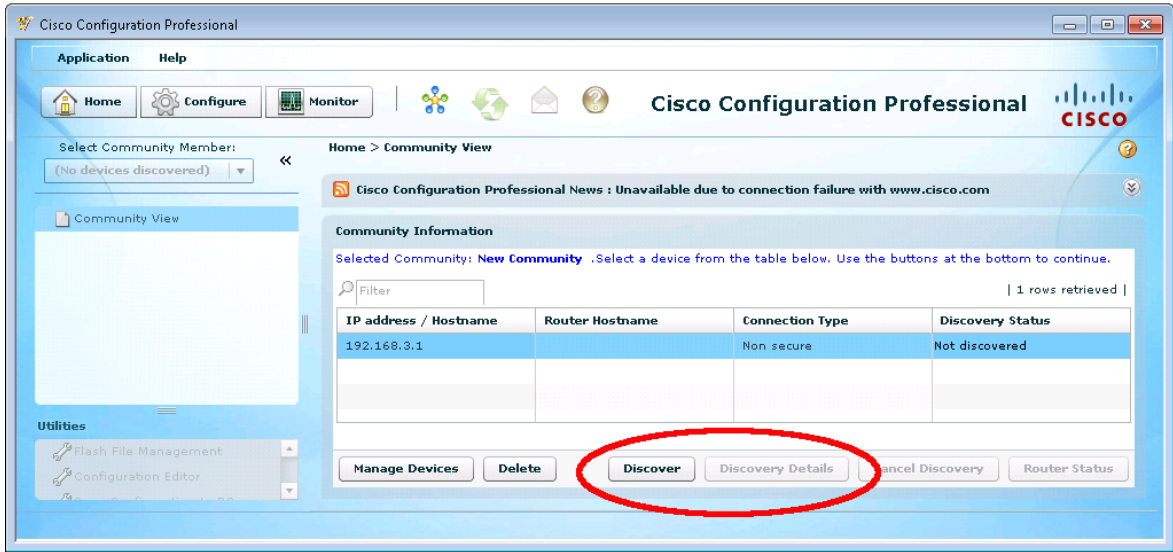 Cisco Configuration Professional
Application Help
Home Configure Monitor Cisco Configuration Professional
CISCO
Select Community Member:
(No devices discovered)
Home > Community View
Cisco Configuration Professional News : Unavailable due to connection failure with www.cisco.com
Community View
Community Information
Selected Community: New Community .Select a device from the table below. Use the buttons at the bottom to continue.
Filter | 1 rows retrieved |
IP address / Hostname Router Hostname Connection Type Discovery Status
192.168.3.1 Non secure Not discovered
Utilities
Flash File Management
Configuration Editor
Manage Devices Delete Discover Discovery Details Cancel Discovery Router Status